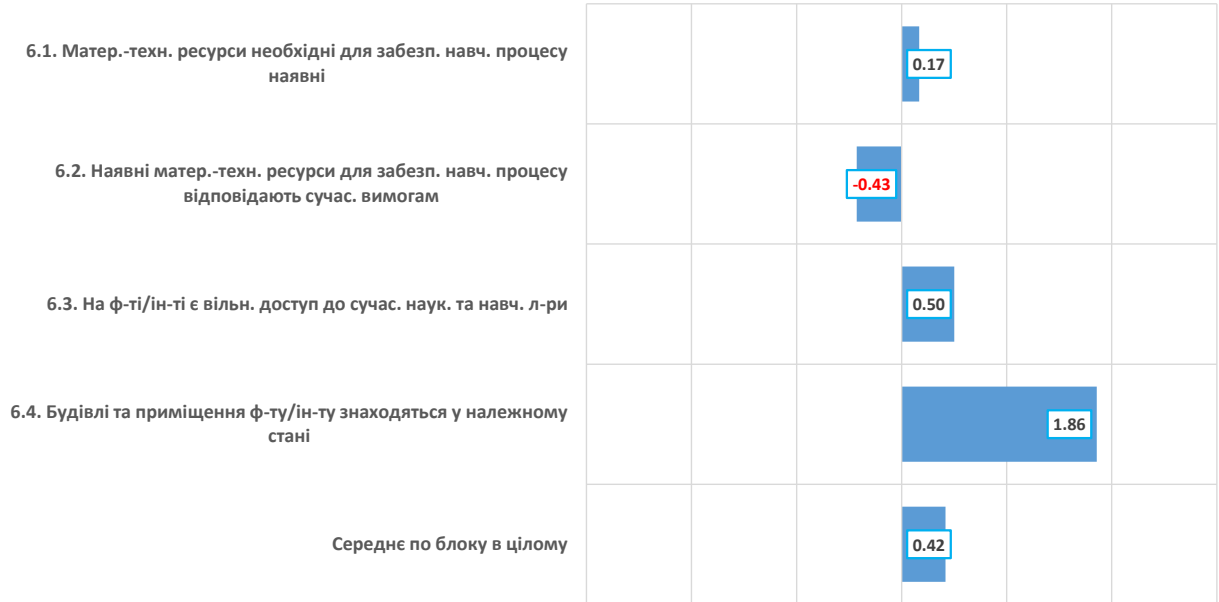 6.1. Матер.-техн. ресурси необхідні для забезп. навч. процесу
наявні
0.17
6.2. Наявні матер.-техн. ресурси для забезп. навч. процесу
відповідають сучас. вимогам
-0.43
6.3. На ф-ті/ін-ті є вільн. доступ до сучас. наук. та навч. л-ри
0.50
6.4. Будівлі та приміщення ф-ту/ін-ту знаходяться у належному
стані
1.86
Середнє по блоку в цілому
0.42